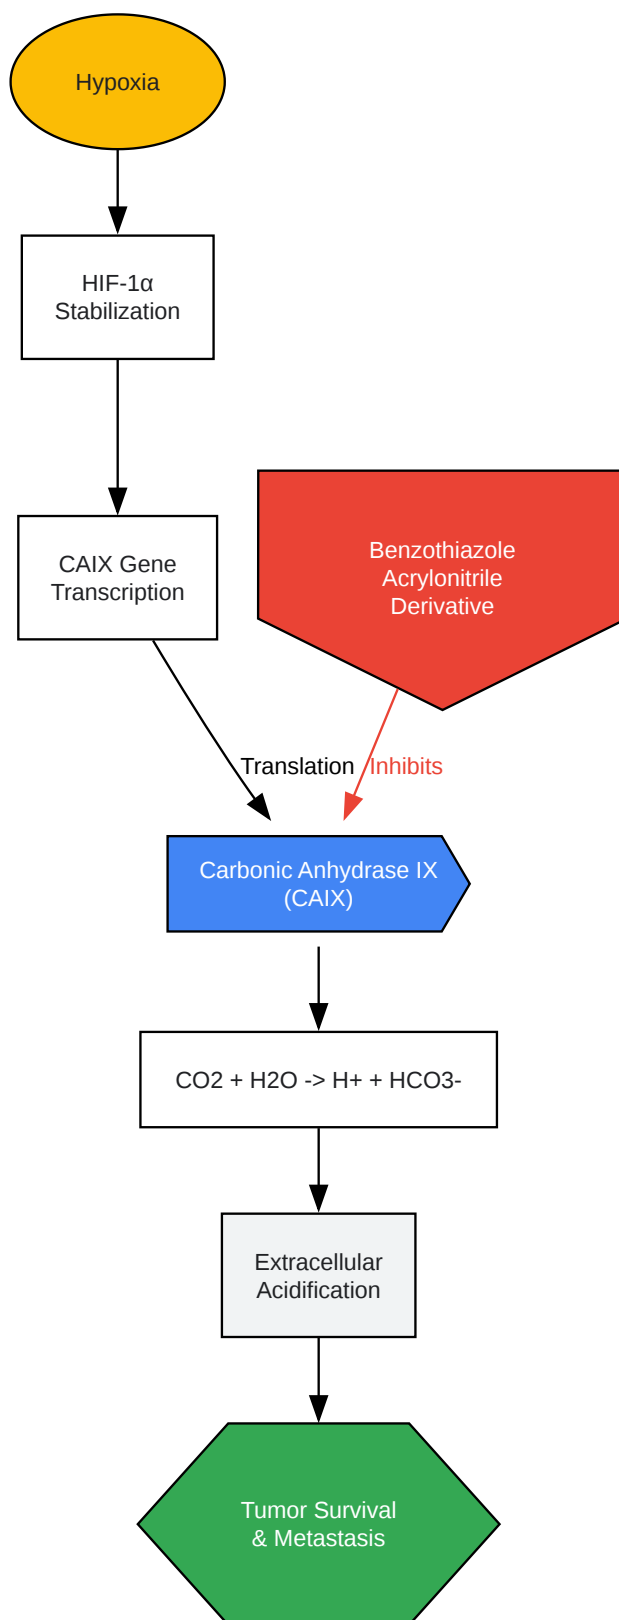 Hypoxia
HIF-1α
Stabilization
CAIX Gene
Transcription
Benzothiazole
Acrylonitrile
Derivative
Translation
Inhibits
Carbonic Anhydrase IX
(CAIX)
CO2 + H2O -> H+ + HCO3-
Extracellular
Acidification
Tumor Survival
& Metastasis